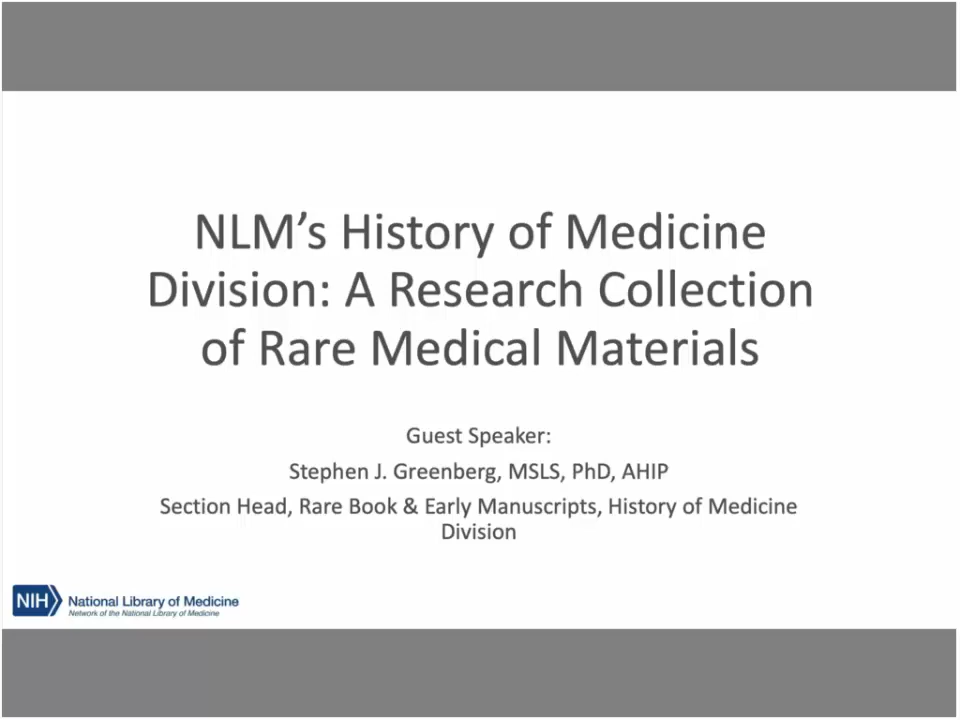 NLM’s History of Medicine
Division: A Research Collection
of Rare Medical Materials
Guest Speaker:
Stephen J. Greenberg, MSLS, PhD, AHIP
Section Head, Rare Book & Early Manuscripts, History of Medicine
Division
NIH National Library of Medicine
Network of the National Library of Medicine